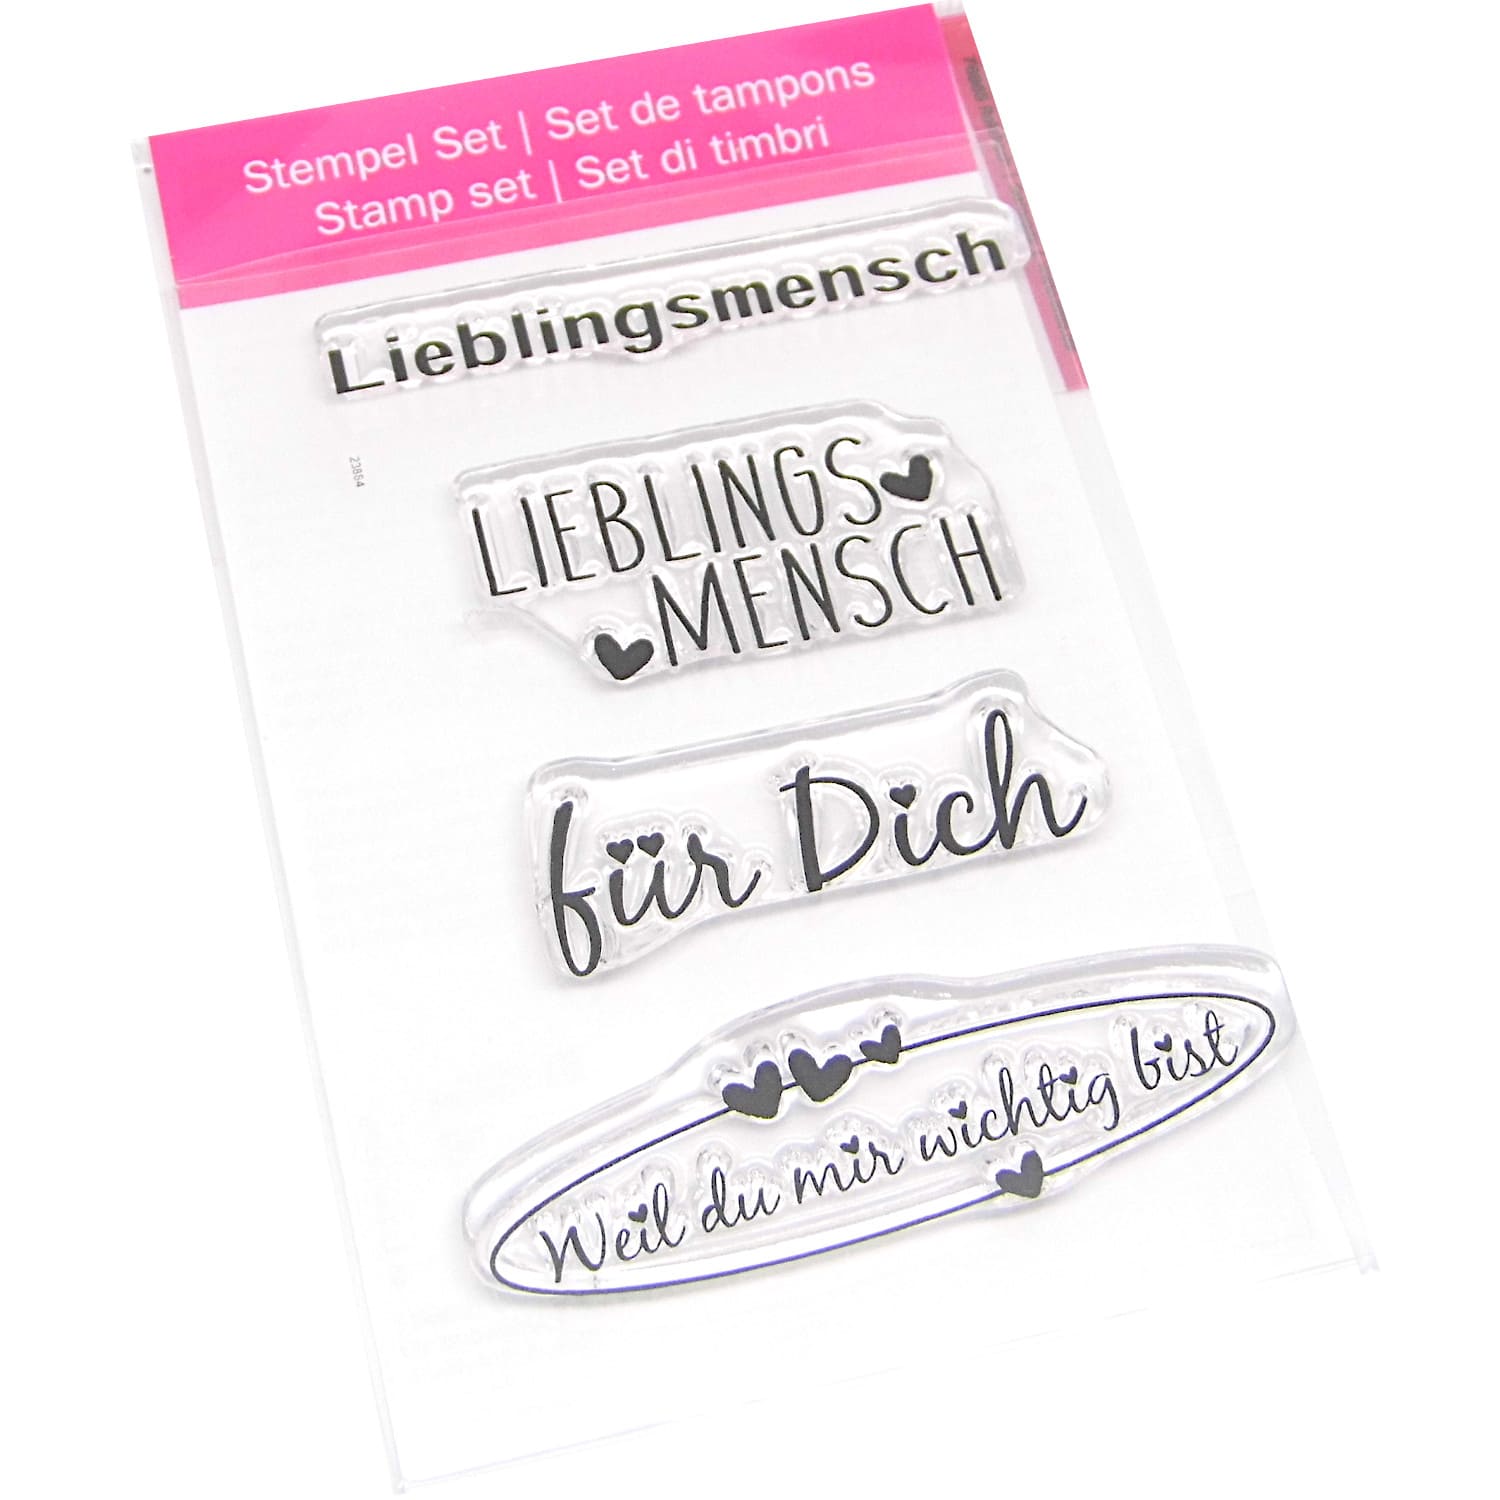 Stempel Set | Set de tampons
Stamp set | Set di timbri
Lieblingsmensch
23854
LIEBLINGS
MENSCH
für Dich
Weil du mir wichtig bist